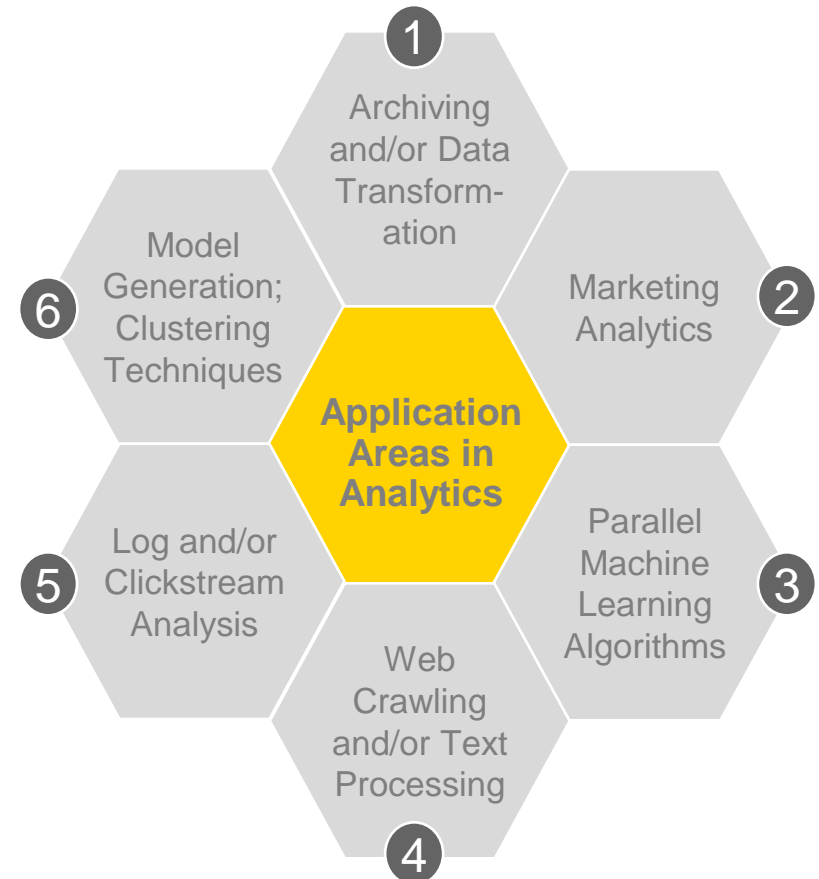 1
Archiving
and/or Data
Transform-
ation
2
Marketing
Analytics
3
Parallel
Machine
Learning
Algorithms
4
Web
Crawling
and/or Text
Processing
5
Log and/or
Clickstream
Analysis
6
Model
Generation;
Clustering
Techniques
Application
Areas in
Analytics